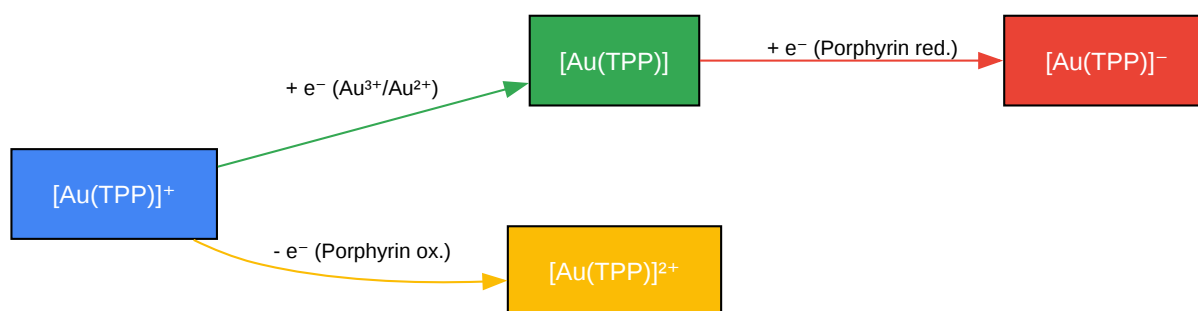 [Au(TPP)]
+ e⁻ (Porphyrin red.)
[Au(TPP)]⁻
+ e⁻ (Au³⁺/Au²⁺)
[Au(TPP)]⁺
- e⁻ (Porphyrin ox.)
[Au(TPP)]²⁺